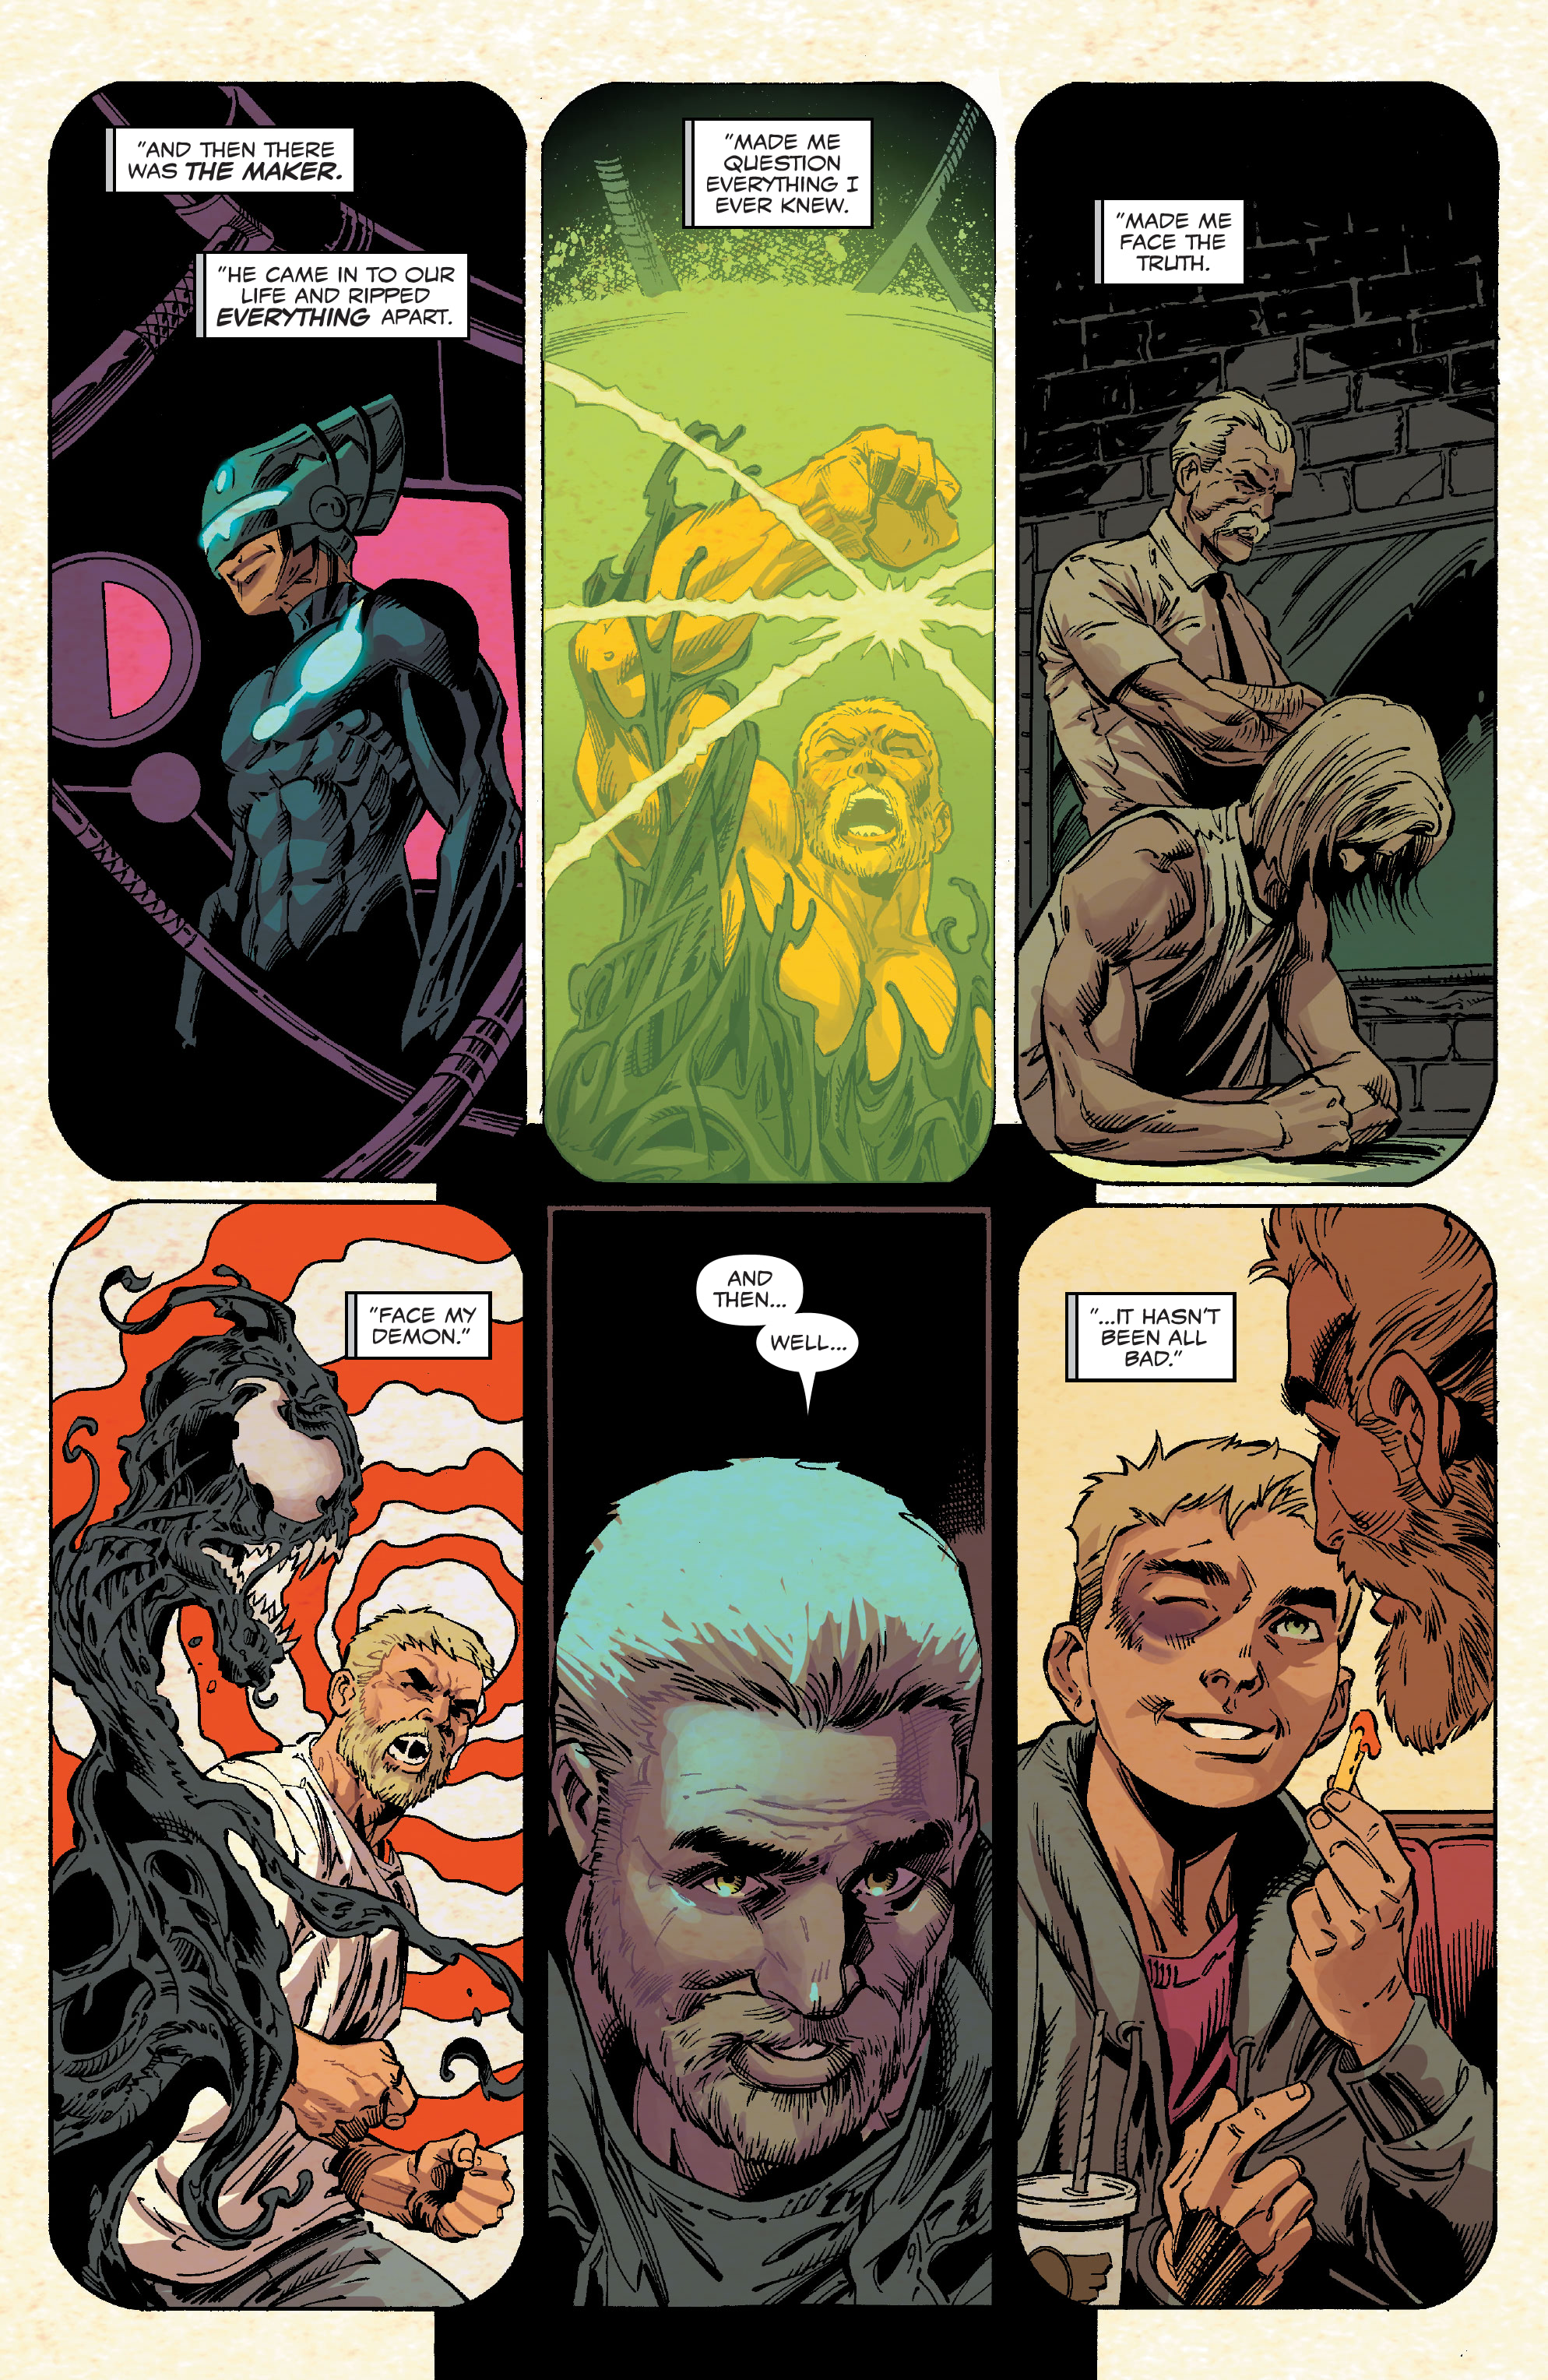 "AND THEN THERE
WAS THE MAKER.
"HE CAME IN TO OUR
LIFE AND RIPPED
EVERYTHING APART.
"MADE ME
QUESTION
EVERYTHING I
EVER KNEW.
"MADE ME
FACE THE
TRUTH.
"FACE MY
DEMON."
AND
THEN...
WELL...
"...IT HASN'T
BEEN ALL
BAD."